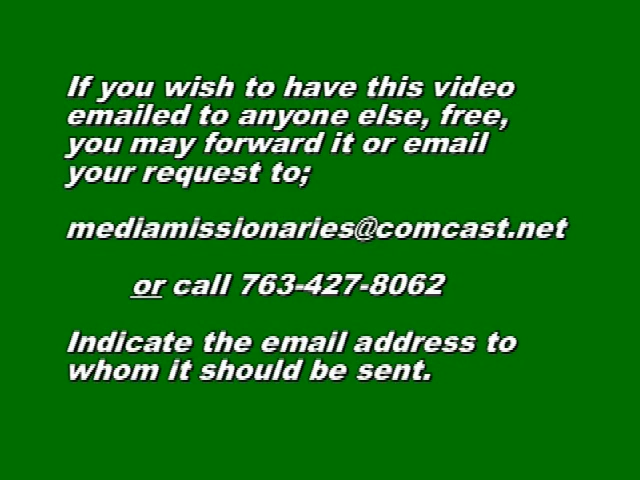 If you wish to have this video
emailed to anyone else, free,
you may forward it or email
your request to;
mediamissionaries@comcast.net
or call 763-427-8062
Indicate the email address to
whom it should be sent.